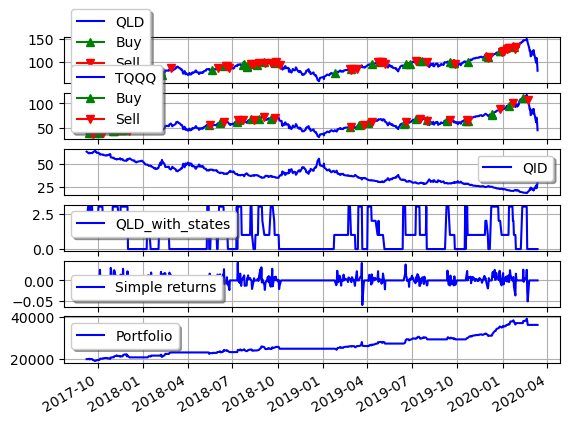 QLD
Buy
Sell
150
100
TQQQ
Buy
Sell
100
50
QID
50
25
QLD_with_states
2.5
0.0
Simple returns
0.00
−0.05
Portfolio
40000
20000
2017-10
2018-01
2018-04
2018-07
2018-10
2019-01
2019-04
2019-07
2019-10
2020-01
2020-04